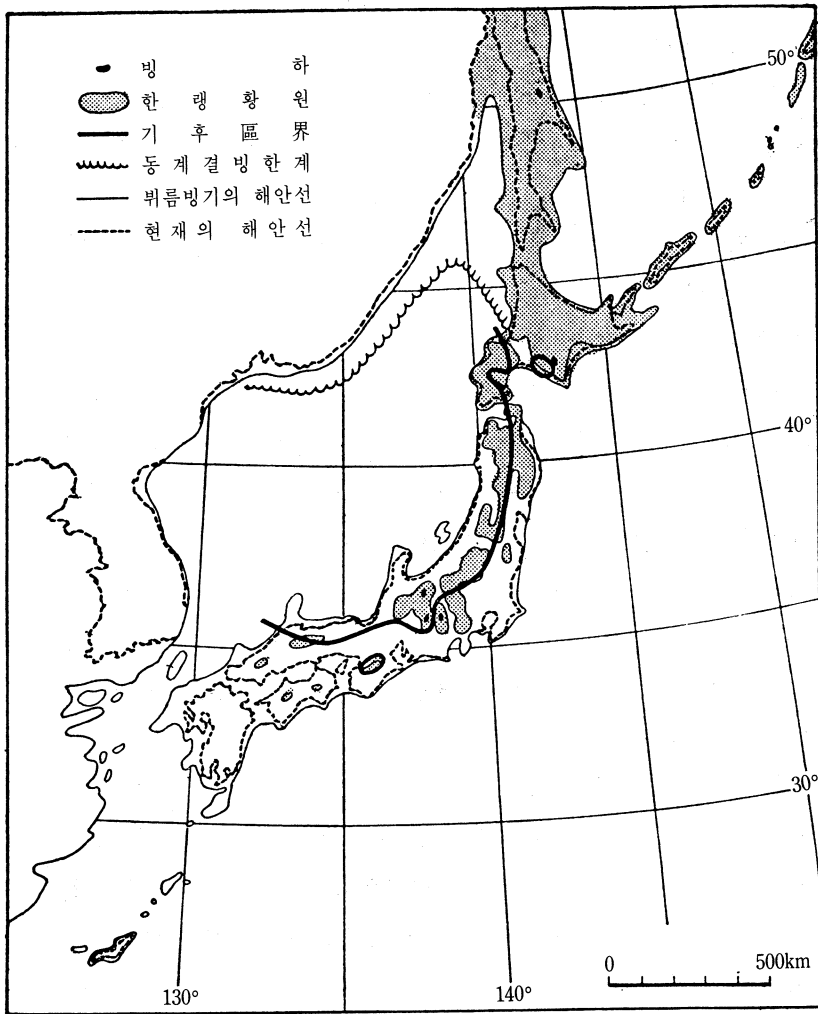 빙 하
한 랭 황 원
기 후 區 界
동 계 결 빙 한 계
뷔름빙기의 해안선
현재의 해안선
50°
40°
30°
0 500km
130° 140°